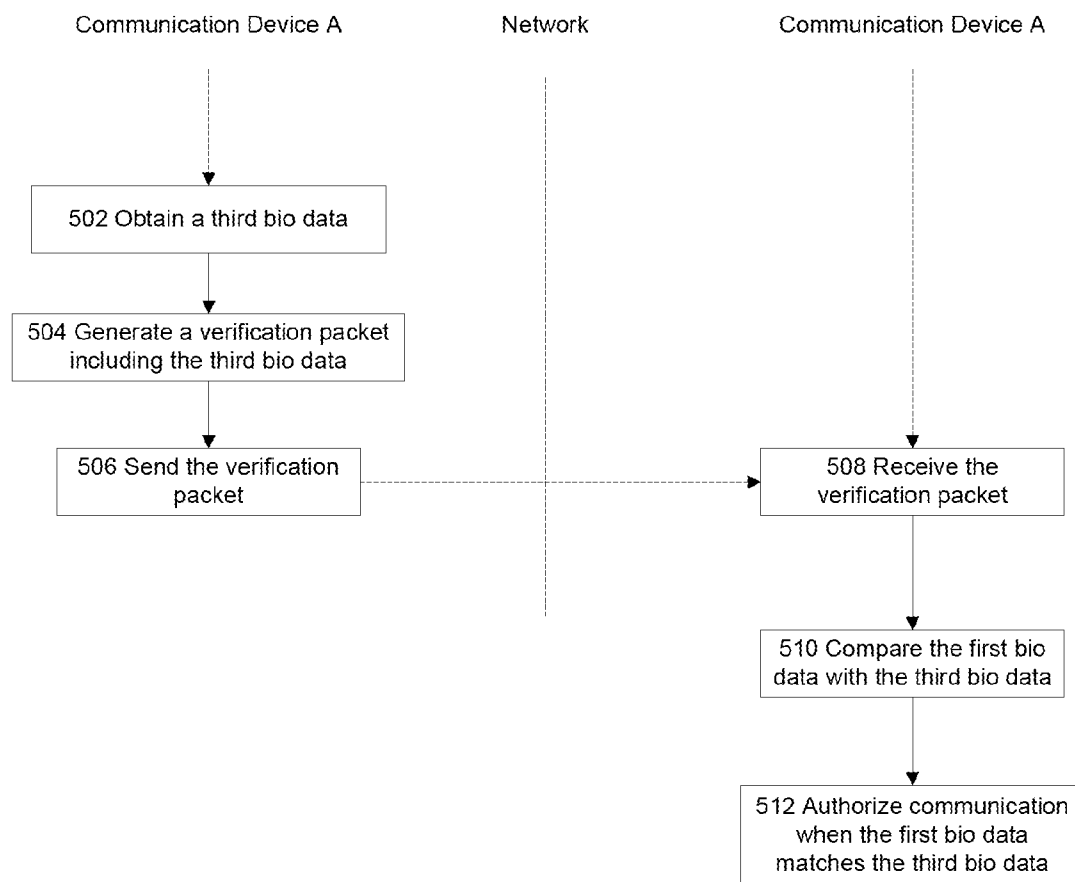 Communication Device A
Network
Communication Device A
502 Obtain a third bio data
504 Generate a verification packet
including the third bio data
506 Send the verification
packet
508 Receive the
verification packet
510 Compare the first bio
data with the third bio data
512 Authorize communication
when the first bio data
matches the third bio data